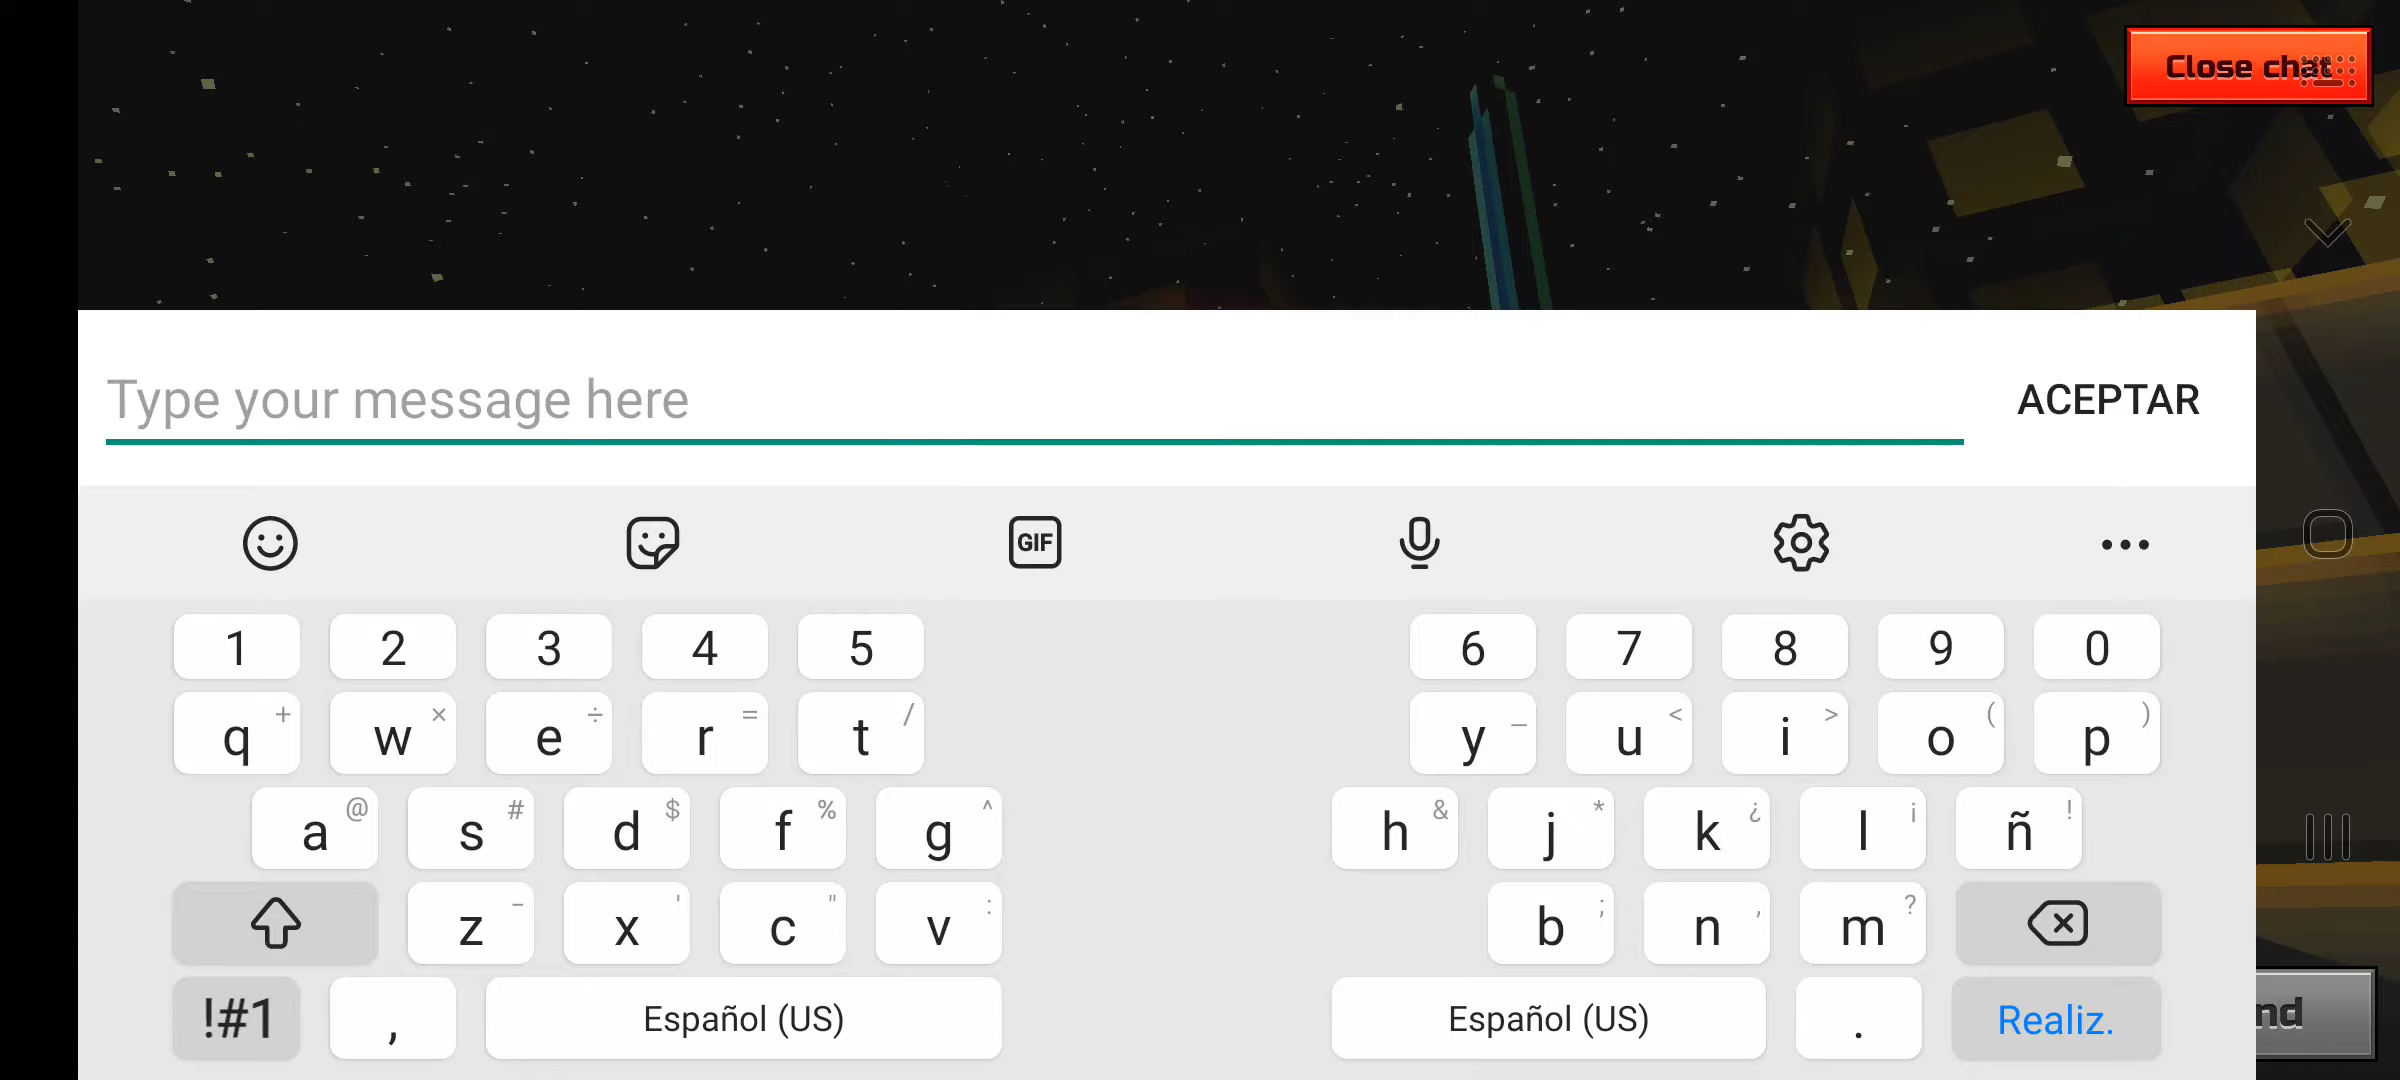 Close chat
Type your message here
ACEPTAR
GIF
1 2 3 4 5 6 7 8 9 0
q + w × e ÷ r = t / y _ u < i > o ( p )
a @ s # d $ f % g ^ h & j * k ¿ l ¡ ñ !
z - x ' c " v : b ; n , m ?
!#1 , Español (US) Español (US) . Realiz.
nd